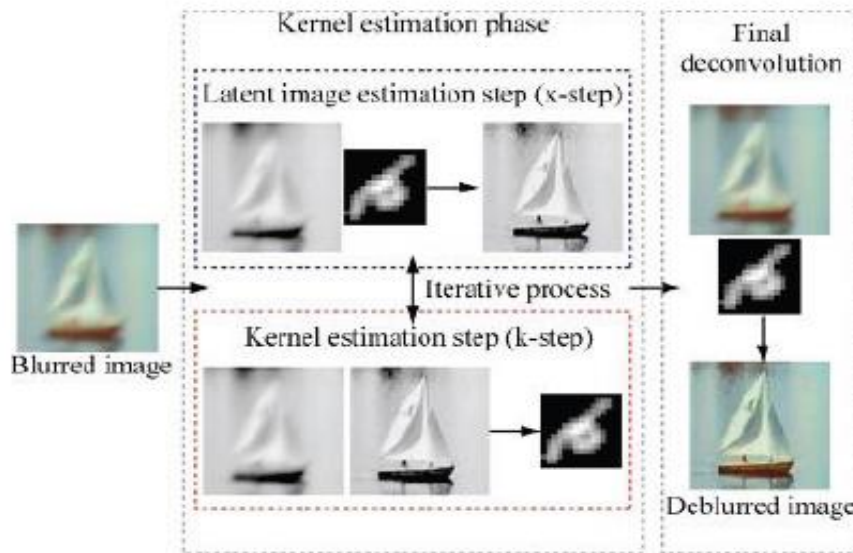 Kernel estimation phase
Final
deconvolution
Latent image estimation step (x-step)
Iterative process
Kernel estimation step (k-step)
Blurred image
Deblurred image